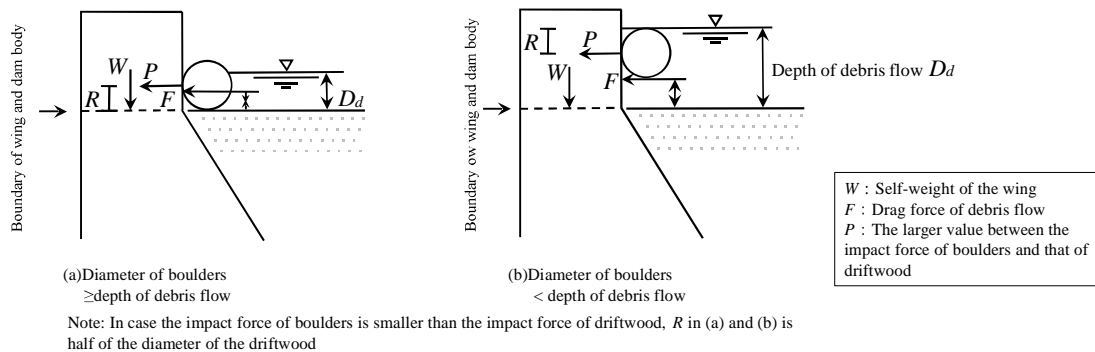 Boundary of wing and dam body
W
P
R
F
Dd
Boundary ow wing and dam body
R
P
W
F
Depth of debris flow Dd
W : Self-weight of the wing
F : Drag force of debris flow
P : The larger value between the
impact force of boulders and that of
driftwood
(a)Diameter of boulders
≥depth of debris flow
(b)Diameter of boulders
< depth of debris flow
Note: In case the impact force of boulders is smaller than the impact force of driftwood, R in (a) and (b) is
half of the diameter of the driftwood